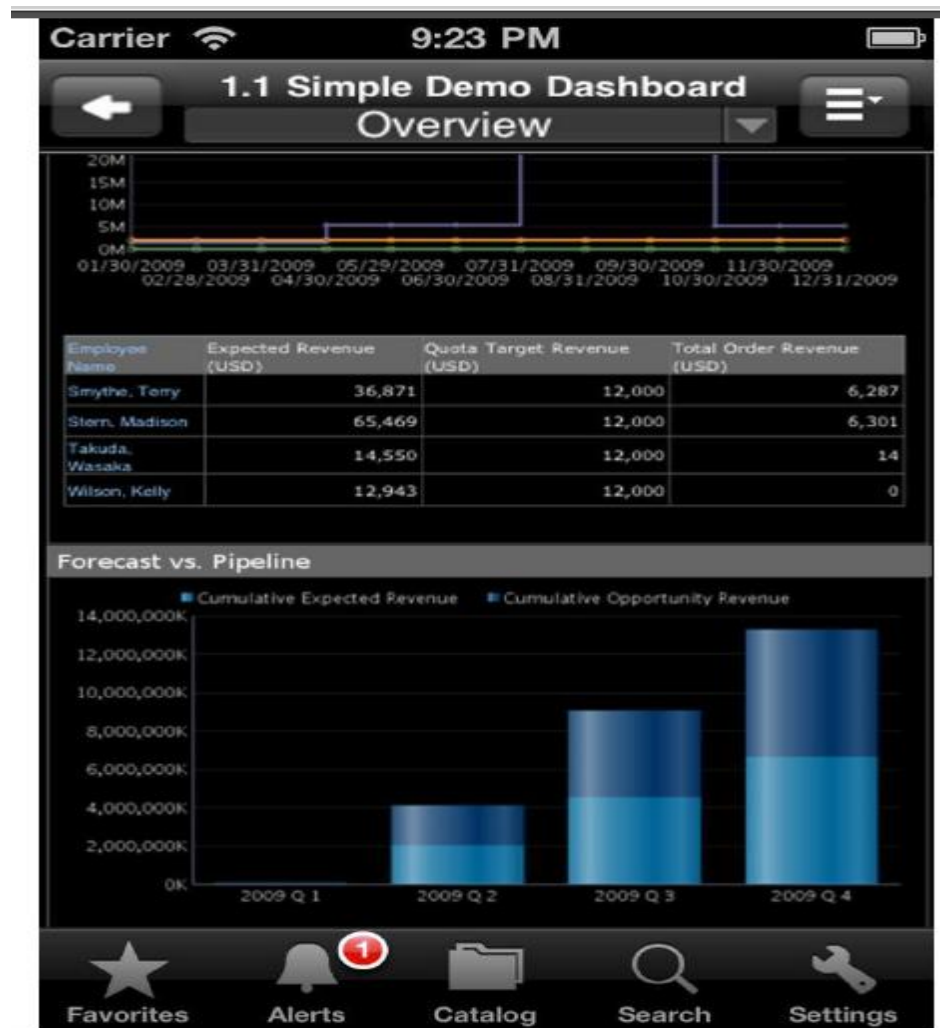 Carrier 9:23 PM
1.1 Simple Demo Dashboard
Overview
20M
15M
10M
5M
0M
01/30/2009 03/31/2009 05/29/2009 07/31/2009 09/30/2009 11/30/2009
02/28/2009 04/30/2009 06/30/2009 08/31/2009 10/30/2009 12/31/2009
Employee Name Expected Revenue (USD) Quota Target Revenue (USD) Total Order Revenue (USD)
Smythe, Terry 36,871 12,000 6,287
Stern, Madison 65,469 12,000 6,301
Takuda, Wasaka 14,550 12,000 14
Wilson, Kelly 12,943 12,000 0
Forecast vs. Pipeline
Cumulative Expected Revenue Cumulative Opportunity Revenue
14,000,000K
12,000,000K
10,000,000K
8,000,000K
6,000,000K
4,000,000K
2,000,000K
0K
2009 Q 1 2009 Q 2 2009 Q 3 2009 Q 4
1
Favorites Alerts Catalog Search Settings